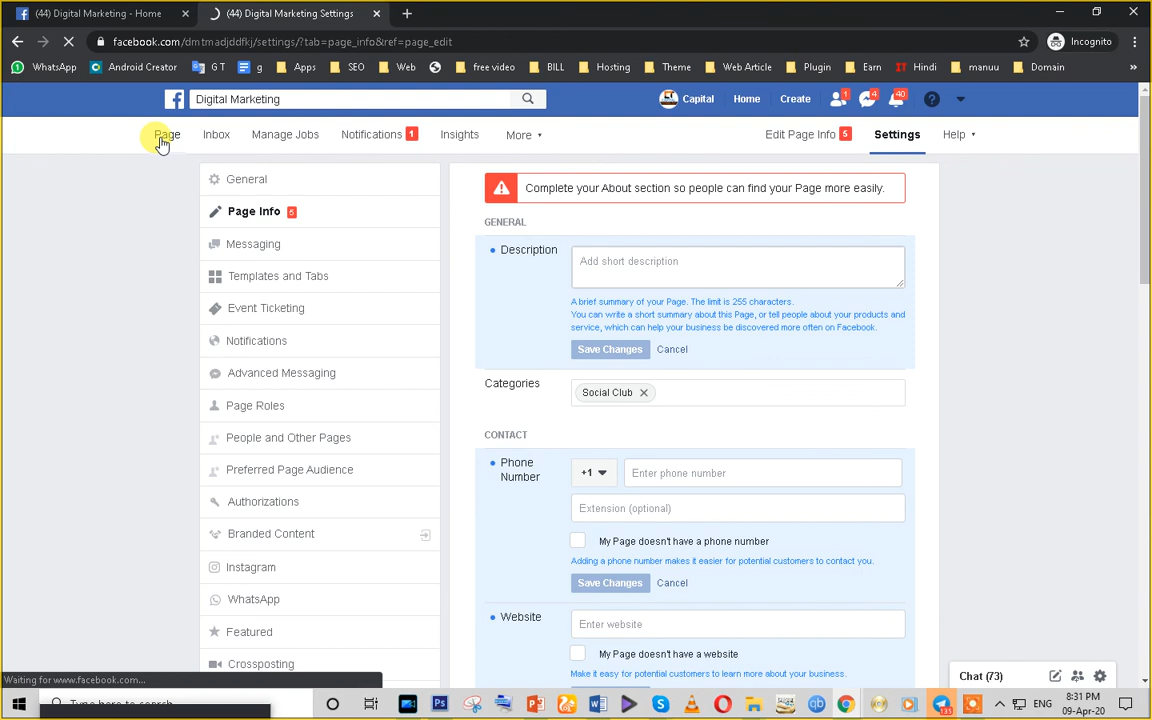 (44) Digital Marketing - Home
(44) Digital Marketing Settings
facebook.com/dmtmadjddfkj/settings/?tab=page_info&ref=page_edit
Incognito
WhatsApp
Android Creator
G T
g
Apps
SEO
Web
free video
BILL
Hosting
Theme
Web Article
Plugin
Earn
IT Hindi
manuu
Domain
Digital Marketing
Capital
Home
Create
1
4
40
Page
Inbox
Manage Jobs
Notifications 1
Insights
More
Edit Page Info 5
Settings
Help
General
Page Info 5
Messaging
Templates and Tabs
Event Ticketing
Notifications
Advanced Messaging
Page Roles
People and Other Pages
Preferred Page Audience
Authorizations
Branded Content
Instagram
WhatsApp
Featured
Crossposting
Complete your About section so people can find your Page more easily.
GENERAL
Description
Add short description
A brief summary of your Page. The limit is 255 characters.
You can write a short summary about this Page, or tell people about your products and
service, which can help your business be discovered more often on Facebook.
Save Changes
Cancel
Categories
Social Club
CONTACT
Phone
Number
+1
Enter phone number
Extension (optional)
My Page doesn't have a phone number
Adding a phone number makes it easier for potential customers to contact you.
Save Changes
Cancel
Website
Enter website
My Page doesn't have a website
Make it easy for potential customers to learn more about your business.
Chat (73)
Waiting for www.facebook.com...
Type here to search
ENG
8:31 PM
09-Apr-20